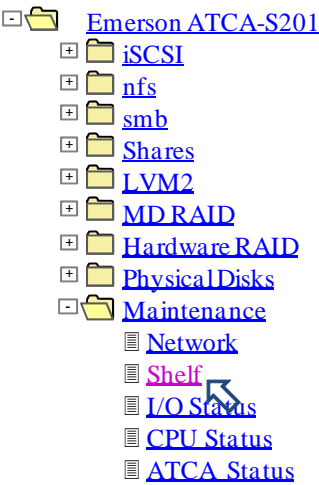 Emerson ATCA-S201
iSCSI
nfs
smb
Shares
LVM2
MD RAID
Hardware RAID
Physical Disks
Maintenance
Network
Shelf
I/O Status
CPU Status
ATCA Status